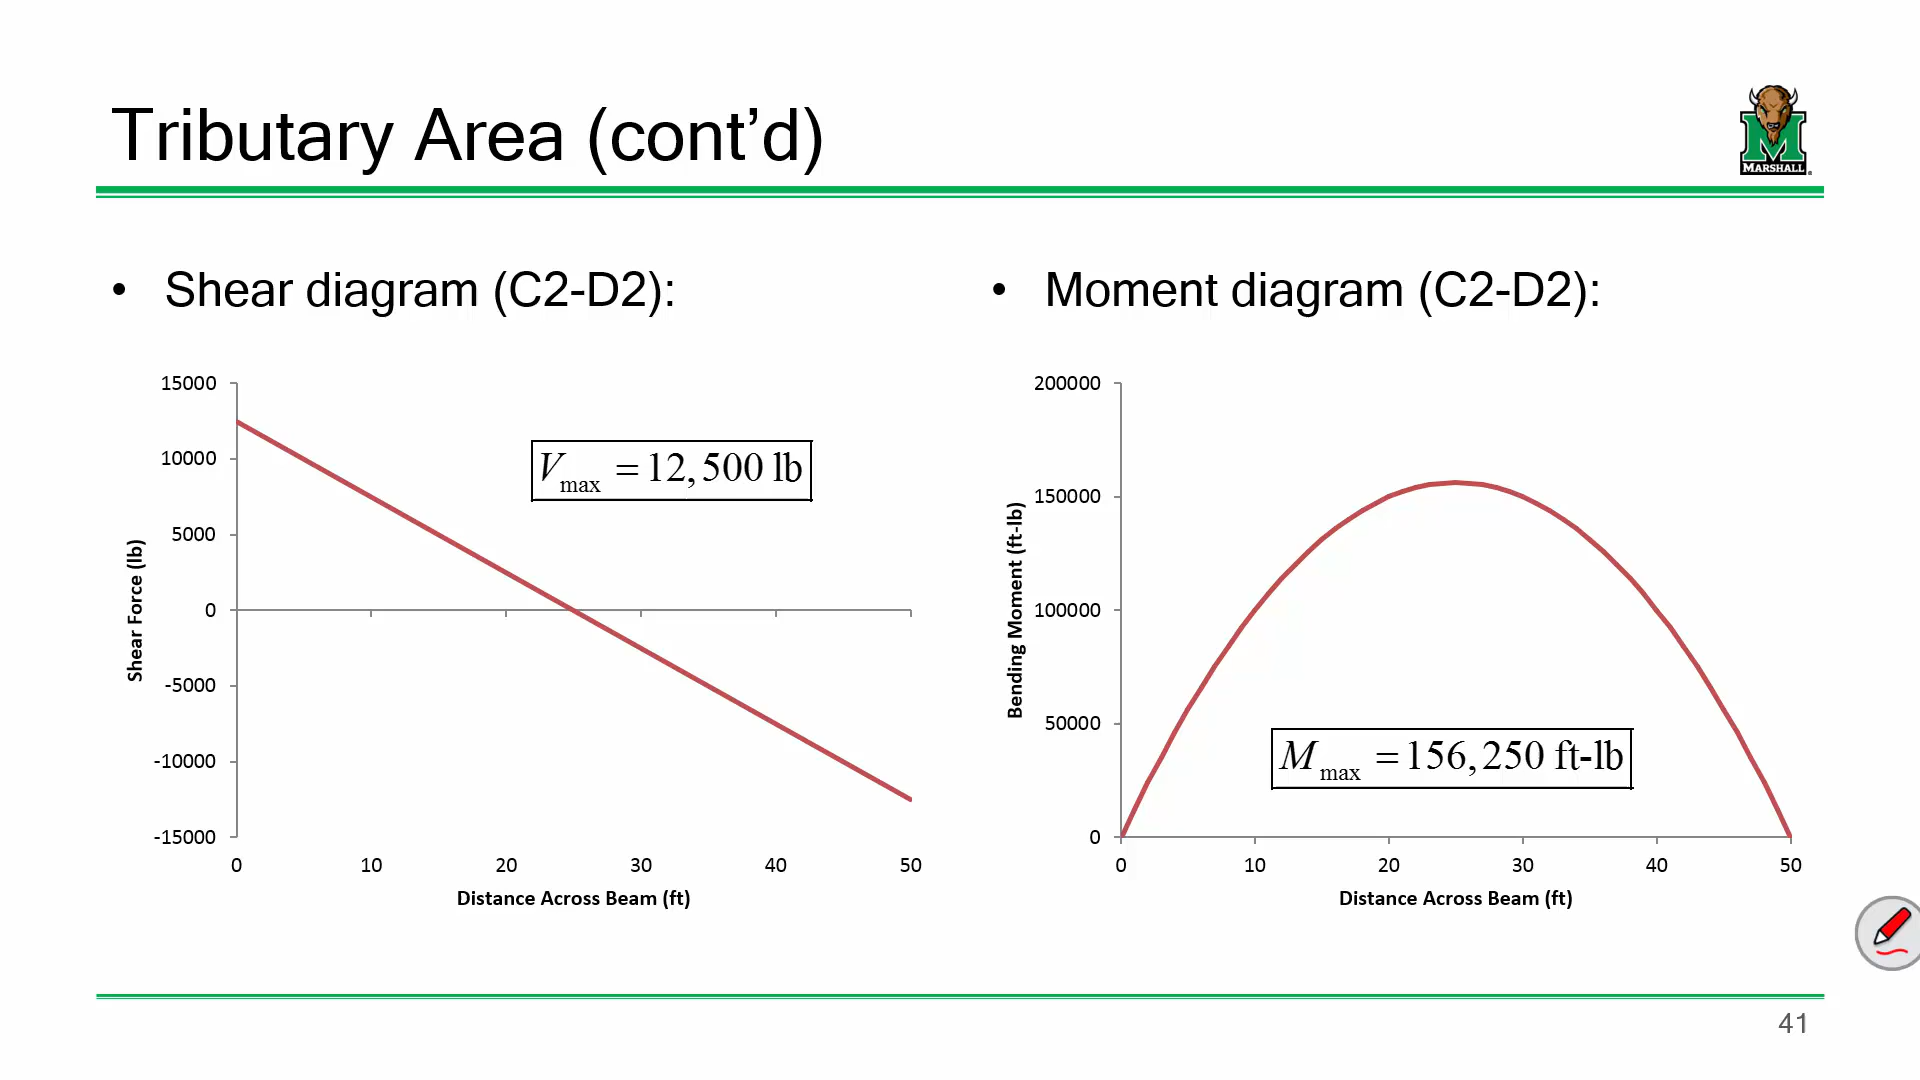 Tributary Area (cont’d)
MARSHALL
• Shear diagram (C2-D2):
15000
10000
5000
0
-5000
-10000
-15000
Shear Force (lb)
Vmax = 12,500 lb
0 10 20 30 40 50
Distance Across Beam (ft)
• Moment diagram (C2-D2):
200000
150000
100000
50000
0
Bending Moment (ft-lb)
Mmax = 156,250 ft-lb
0 10 20 30 40 50
Distance Across Beam (ft)
41